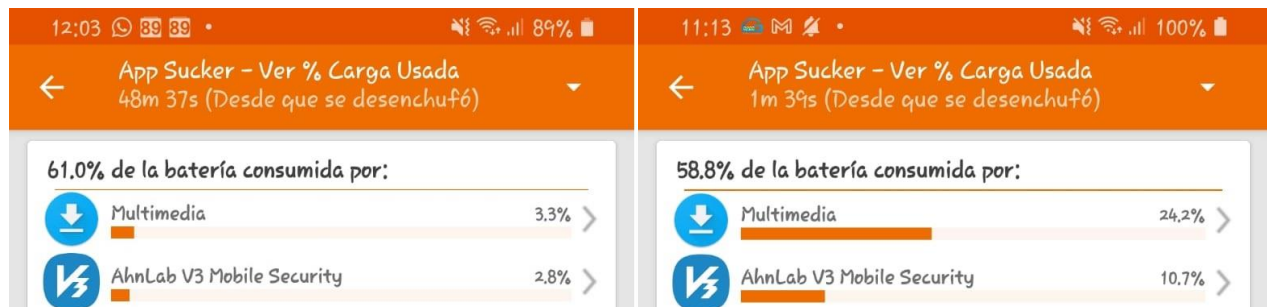 12:03 89 89 89%
App Sucker - Ver % Carga Usada
48m 37s (Desde que se desenchufó)
61.0% de la batería consumida por:
Multimedia 3.3%
AhnLab V3 Mobile Security 2.8%
11:13 100%
App Sucker - Ver % Carga Usada
1m 39s (Desde que se desenchufó)
58.8% de la batería consumida por:
Multimedia 24.2%
AhnLab V3 Mobile Security 10.7%